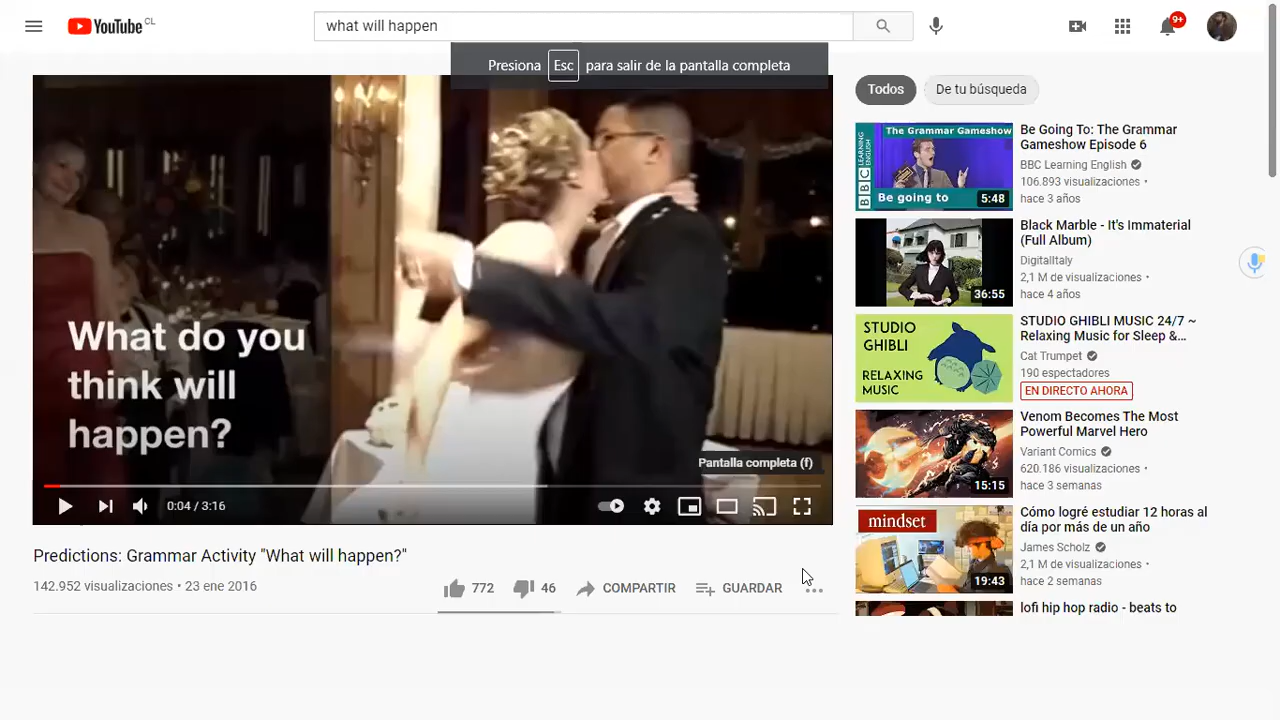 YouTube CL
what will happen
9+
Presiona Esc para salir de la pantalla completa
What do you
think will
happen?
Pantalla completa (f)
0:04 / 3:16
Predictions: Grammar Activity "What will happen?"
142.952 visualizaciones • 23 ene 2016
772
46
COMPARTIR
GUARDAR
Todos
De tu búsqueda
The Grammar Gameshow
BBC
LEARNING
ENGLISH
Be going to
5:48
Be Going To: The Grammar
Gameshow Episode 6
BBC Learning English
106.893 visualizaciones •
hace 3 años
36:55
Black Marble - It's Immaterial
(Full Album)
DigitalItaly
2,1 M de visualizaciones •
hace 4 años
STUDIO
GHIBLI
RELAXING
MUSIC
STUDIO GHIBLI MUSIC 24/7 ~
Relaxing Music for Sleep &...
Cat Trumpet
190 espectadores
EN DIRECTO AHORA
15:15
Venom Becomes The Most
Powerful Marvel Hero
Variant Comics
620.186 visualizaciones •
hace 3 semanas
mindset
19:43
Cómo logré estudiar 12 horas al
día por más de un año
James Scholz
2,1 M de visualizaciones •
hace 2 semanas
lofi hip hop radio - beats to